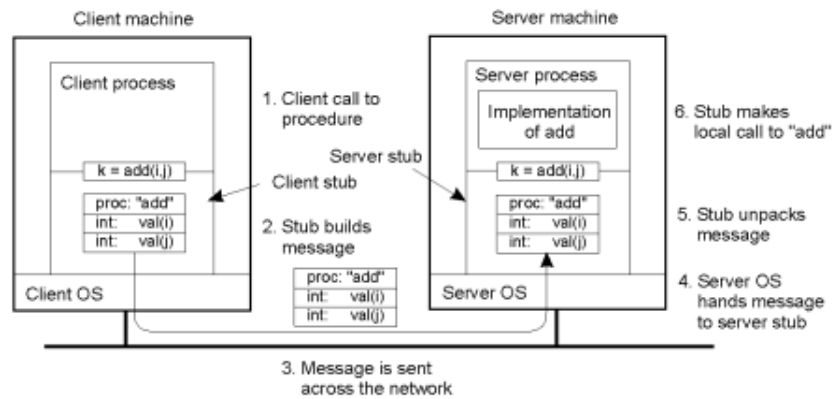 Client machine
Server machine
Client process
1. Client call to
procedure
k = add(i,j)
Client stub
proc: "add"
int: val(i)
int: val(j)
2. Stub builds
message
proc: "add"
int: val(i)
int: val(j)
Client OS
3. Message is sent
across the network
Server process
Implementation
of add
Server stub
k = add(i,j)
proc: "add"
int: val(i)
int: val(j)
Server OS
6. Stub makes
local call to "add"
5. Stub unpacks
message
4. Server OS
hands message
to server stub